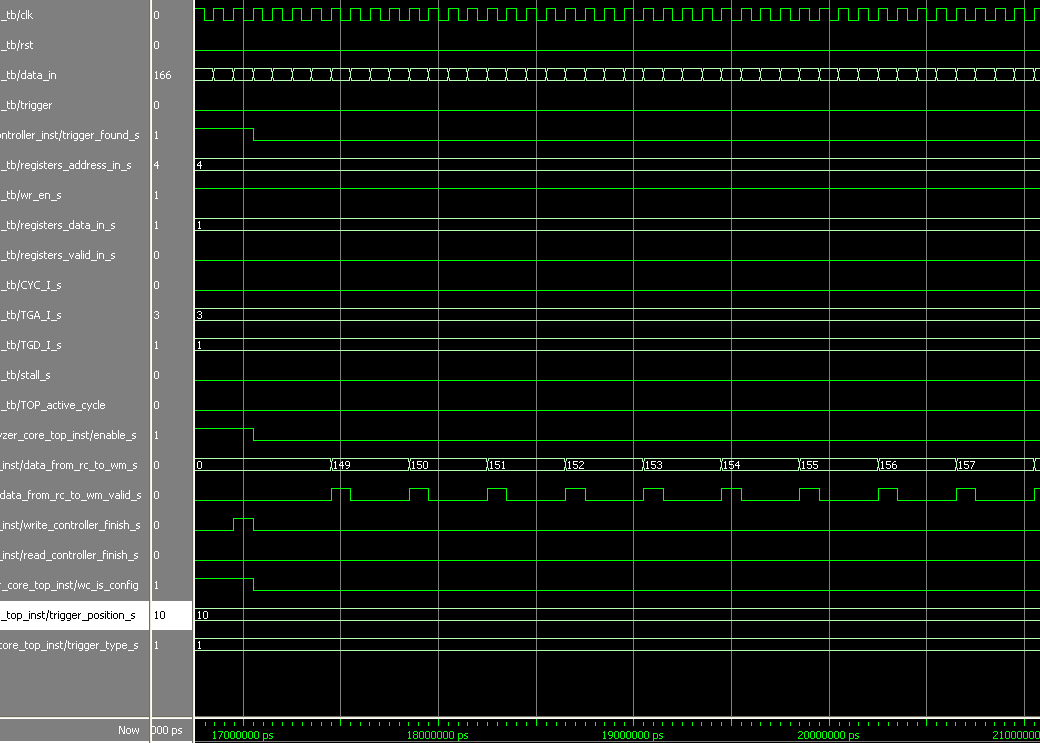 _tb/clk 0
_tb/rst 0
_tb/data_in 166
_tb/trigger 0
ontroller_inst/trigger_found_s 1
_tb/registers_address_in_s 4 4
_tb/wr_en_s 1
_tb/registers_data_in_s 1 1
_tb/registers_valid_in_s 0
_tb/CYC_I_s 0
_tb/TGA_I_s 3 3
_tb/TGD_I_s 1 1
_tb/stall_s 0
_tb/TOP_active_cycle 0
yzer_core_top_inst/enable_s 1
_inst/data_from_rc_to_wm_s 0 0 149 150 151 152 153 154 155 156 157
data_from_rc_to_wm_valid_s 0
_inst/write_controller_finish_s 0
_inst/read_controller_finish_s 0
r_core_top_inst/wc_is_config 1
_top_inst/trigger_position_s 10 10
core_top_inst/trigger_type_s 1 1
Now 000 ps 17000000 ps 18000000 ps 19000000 ps 20000000 ps 21000000